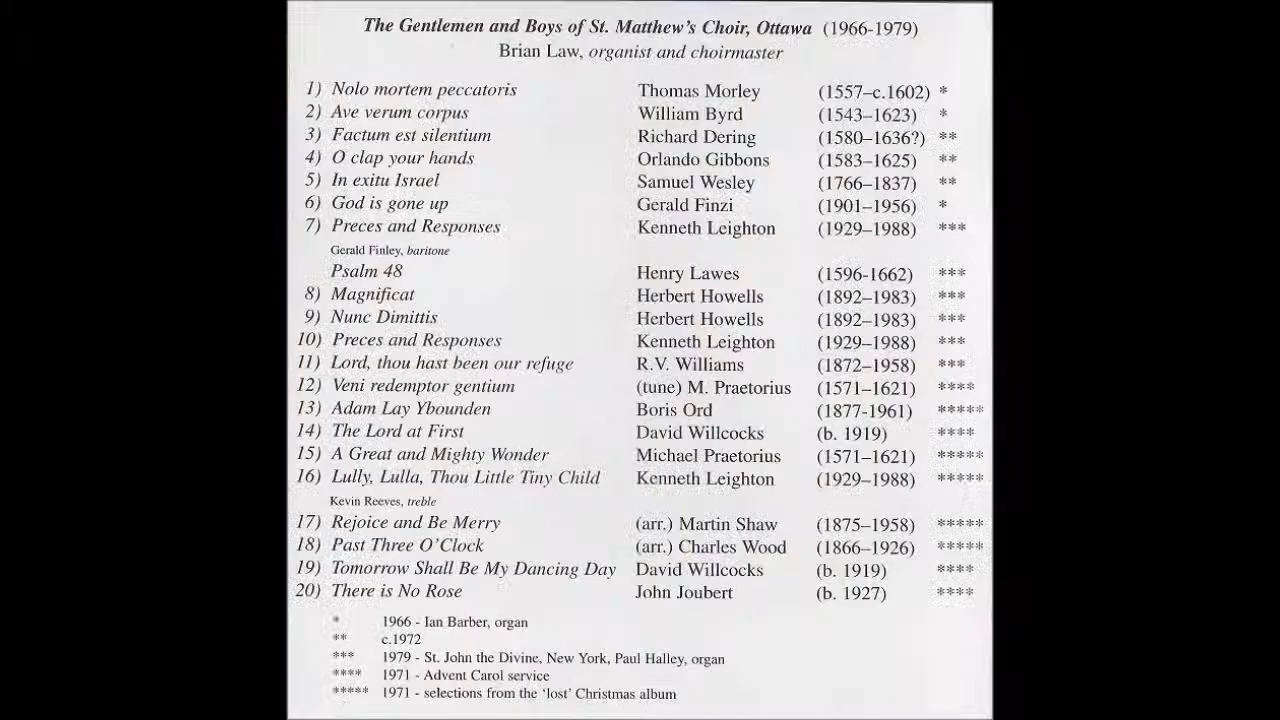 The Gentlemen and Boys of St. Matthew's Choir, Ottawa (1966-1979)
Brian Law, organist and choirmaster
1) Nolo mortem peccatoris Thomas Morley (1557–c.1602) *
2) Ave verum corpus William Byrd (1543–1623) *
3) Factum est silentium Richard Dering (1580–1636?) **
4) O clap your hands Orlando Gibbons (1583–1625) **
5) In exitu Israel Samuel Wesley (1766–1837) **
6) God is gone up Gerald Finzi (1901–1956) *
7) Preces and Responses Kenneth Leighton (1929–1988) ***
Gerald Finley, baritone
Psalm 48 Henry Lawes (1596-1662) ***
8) Magnificat Herbert Howells (1892–1983) ***
9) Nunc Dimittis Herbert Howells (1892–1983) ***
10) Preces and Responses Kenneth Leighton (1929–1988) ***
11) Lord, thou hast been our refuge R.V. Williams (1872–1958) ***
12) Veni redemptor gentium (tune) M. Praetorius (1571–1621) ****
13) Adam Lay Ybounden Boris Ord (1877-1961) *****
14) The Lord at First David Willcocks (b. 1919) ****
15) A Great and Mighty Wonder Michael Praetorius (1571–1621) *****
16) Lully, Lulla, Thou Little Tiny Child Kenneth Leighton (1929–1988) *****
Kevin Reeves, treble
17) Rejoice and Be Merry (arr.) Martin Shaw (1875–1958) *****
18) Past Three O'Clock (arr.) Charles Wood (1866–1926) *****
19) Tomorrow Shall Be My Dancing Day David Willcocks (b. 1919) ****
20) There is No Rose John Joubert (b. 1927) ****
* 1966 - Ian Barber, organ
** c.1972
*** 1979 - St. John the Divine, New York, Paul Halley, organ
**** 1971 - Advent Carol service
***** 1971 - selections from the 'lost' Christmas album